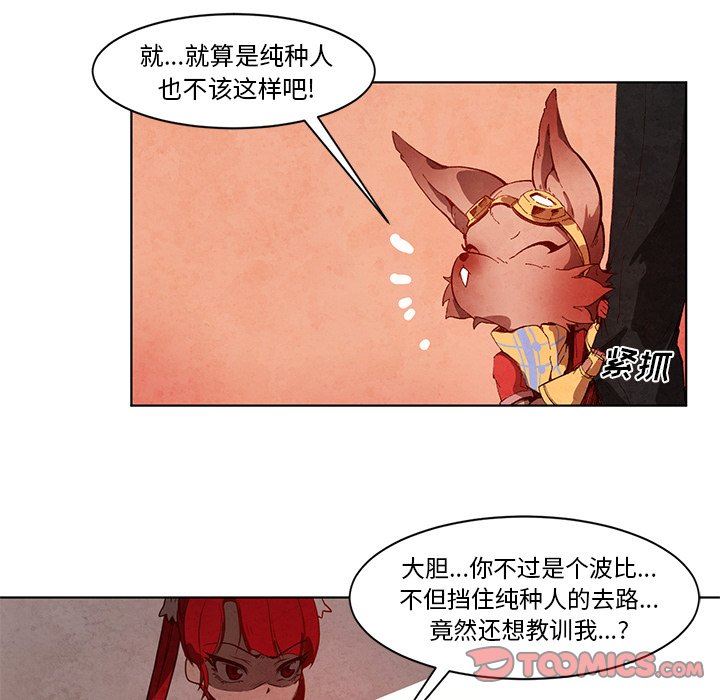 就...就算是纯种人
也不该这样吧!
紧抓
大胆...你不过是个波比...
不但挡住纯种人的去路...
竟然还想教训我...?
TOOMICS.COM